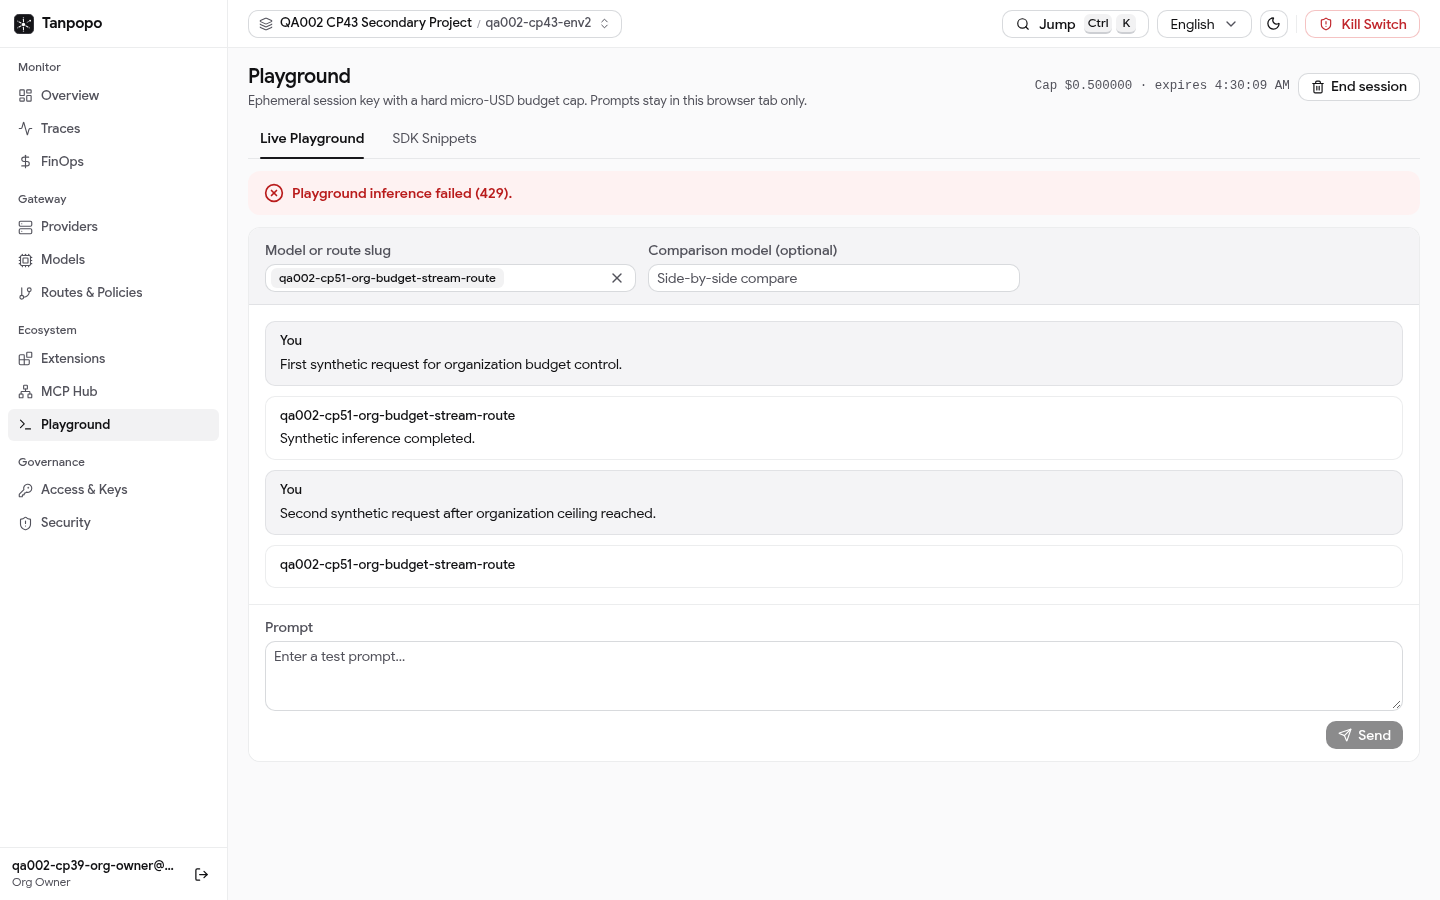 Tanpopo
QA002 CP43 Secondary Project / qa002-cp43-env2
Jump Ctrl K
English
Kill Switch
Monitor
Overview
Traces
FinOps
Gateway
Providers
Models
Routes & Policies
Ecosystem
Extensions
MCP Hub
Playground
Governance
Access & Keys
Security
qa002-cp39-org-owner@...
Org Owner
Playground
Ephemeral session key with a hard micro-USD budget cap. Prompts stay in this browser tab only.
Cap $0.500000 · expires 4:30:09 AM
End session
Live Playground
SDK Snippets
Playground inference failed (429).
Model or route slug
qa002-cp51-org-budget-stream-route
Comparison model (optional)
Side-by-side compare
You
First synthetic request for organization budget control.
qa002-cp51-org-budget-stream-route
Synthetic inference completed.
You
Second synthetic request after organization ceiling reached.
qa002-cp51-org-budget-stream-route
Prompt
Enter a test prompt...
Send